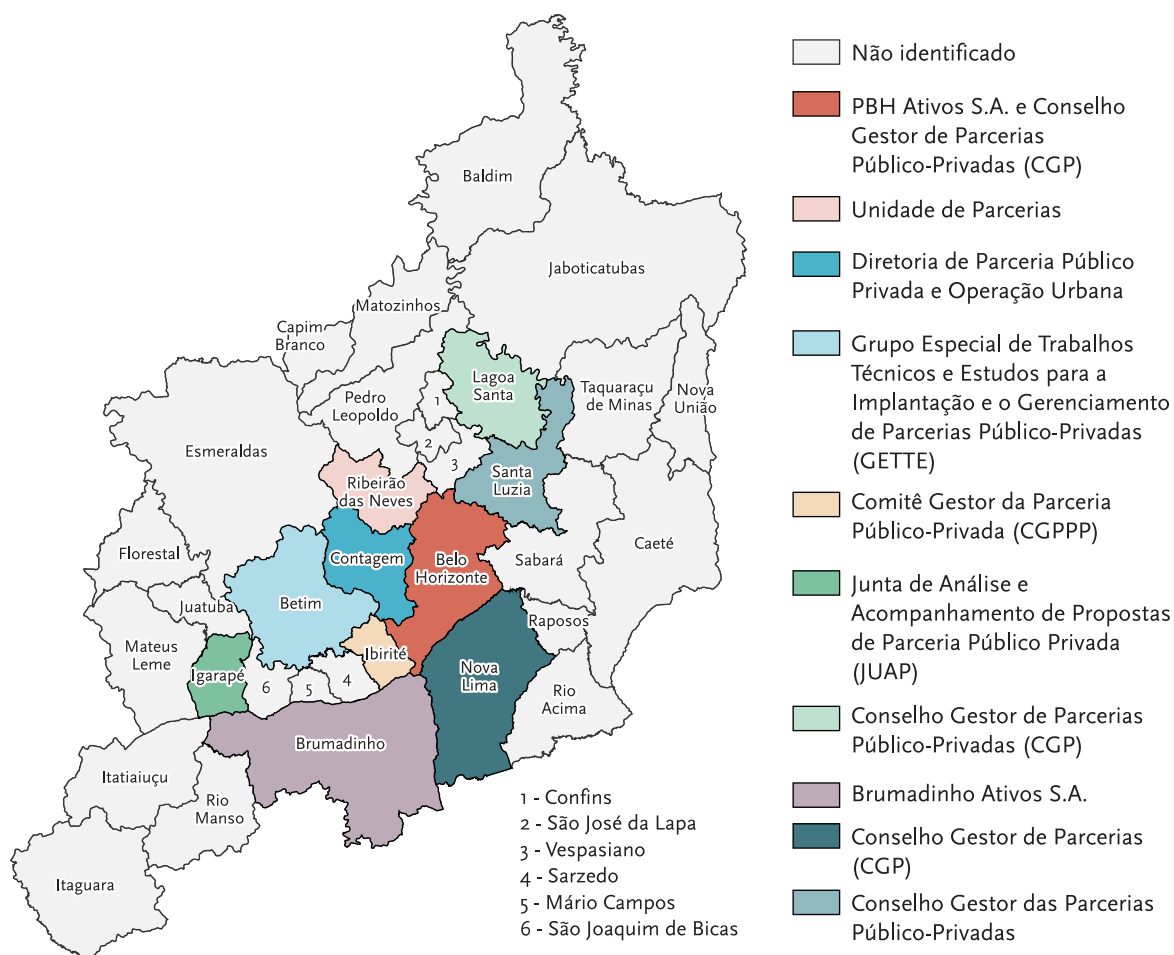 Baldim
Jaboticatubas
Matozinhos
Capim
Branco
Lagoa
Santa
Pedro
Leopoldo
Taquaraçu
de Minas
Nova
União
1
2
3
Esmeraldas
Santa
Luzia
Ribeirão
das Neves
Florestal
Contagem
Belo
Horizonte
Sabará
Caeté
Juatuba
Betim
Raposos
Mateus
Leme
Igarapé
Ibirité
Nova
Lima
6
5
4
Rio
Acima
Brumadinho
Itatiaiuçu
Rio
Manso
Itaguara
1 - Confins
2 - São José da Lapa
3 - Vespasiano
4 - Sarzedo
5 - Mário Campos
6 - São Joaquim de Bicas
Não identificado
PBH Ativos S.A. e Conselho
Gestor de Parcerias
Público-Privadas (CGP)
Unidade de Parcerias
Diretoria de Parceria Público
Privada e Operação Urbana
Grupo Especial de Trabalhos
Técnicos e Estudos para a
Implantação e o Gerenciamento
de Parcerias Público-Privadas
(GETTE)
Comitê Gestor da Parceria
Público-Privada (CGPPP)
Junta de Análise e
Acompanhamento de Propostas
de Parceria Público Privada
(JUAP)
Conselho Gestor de Parcerias
Público-Privadas (CGP)
Brumadinho Ativos S.A.
Conselho Gestor de Parcerias
(CGP)
Conselho Gestor das Parcerias
Público-Privadas